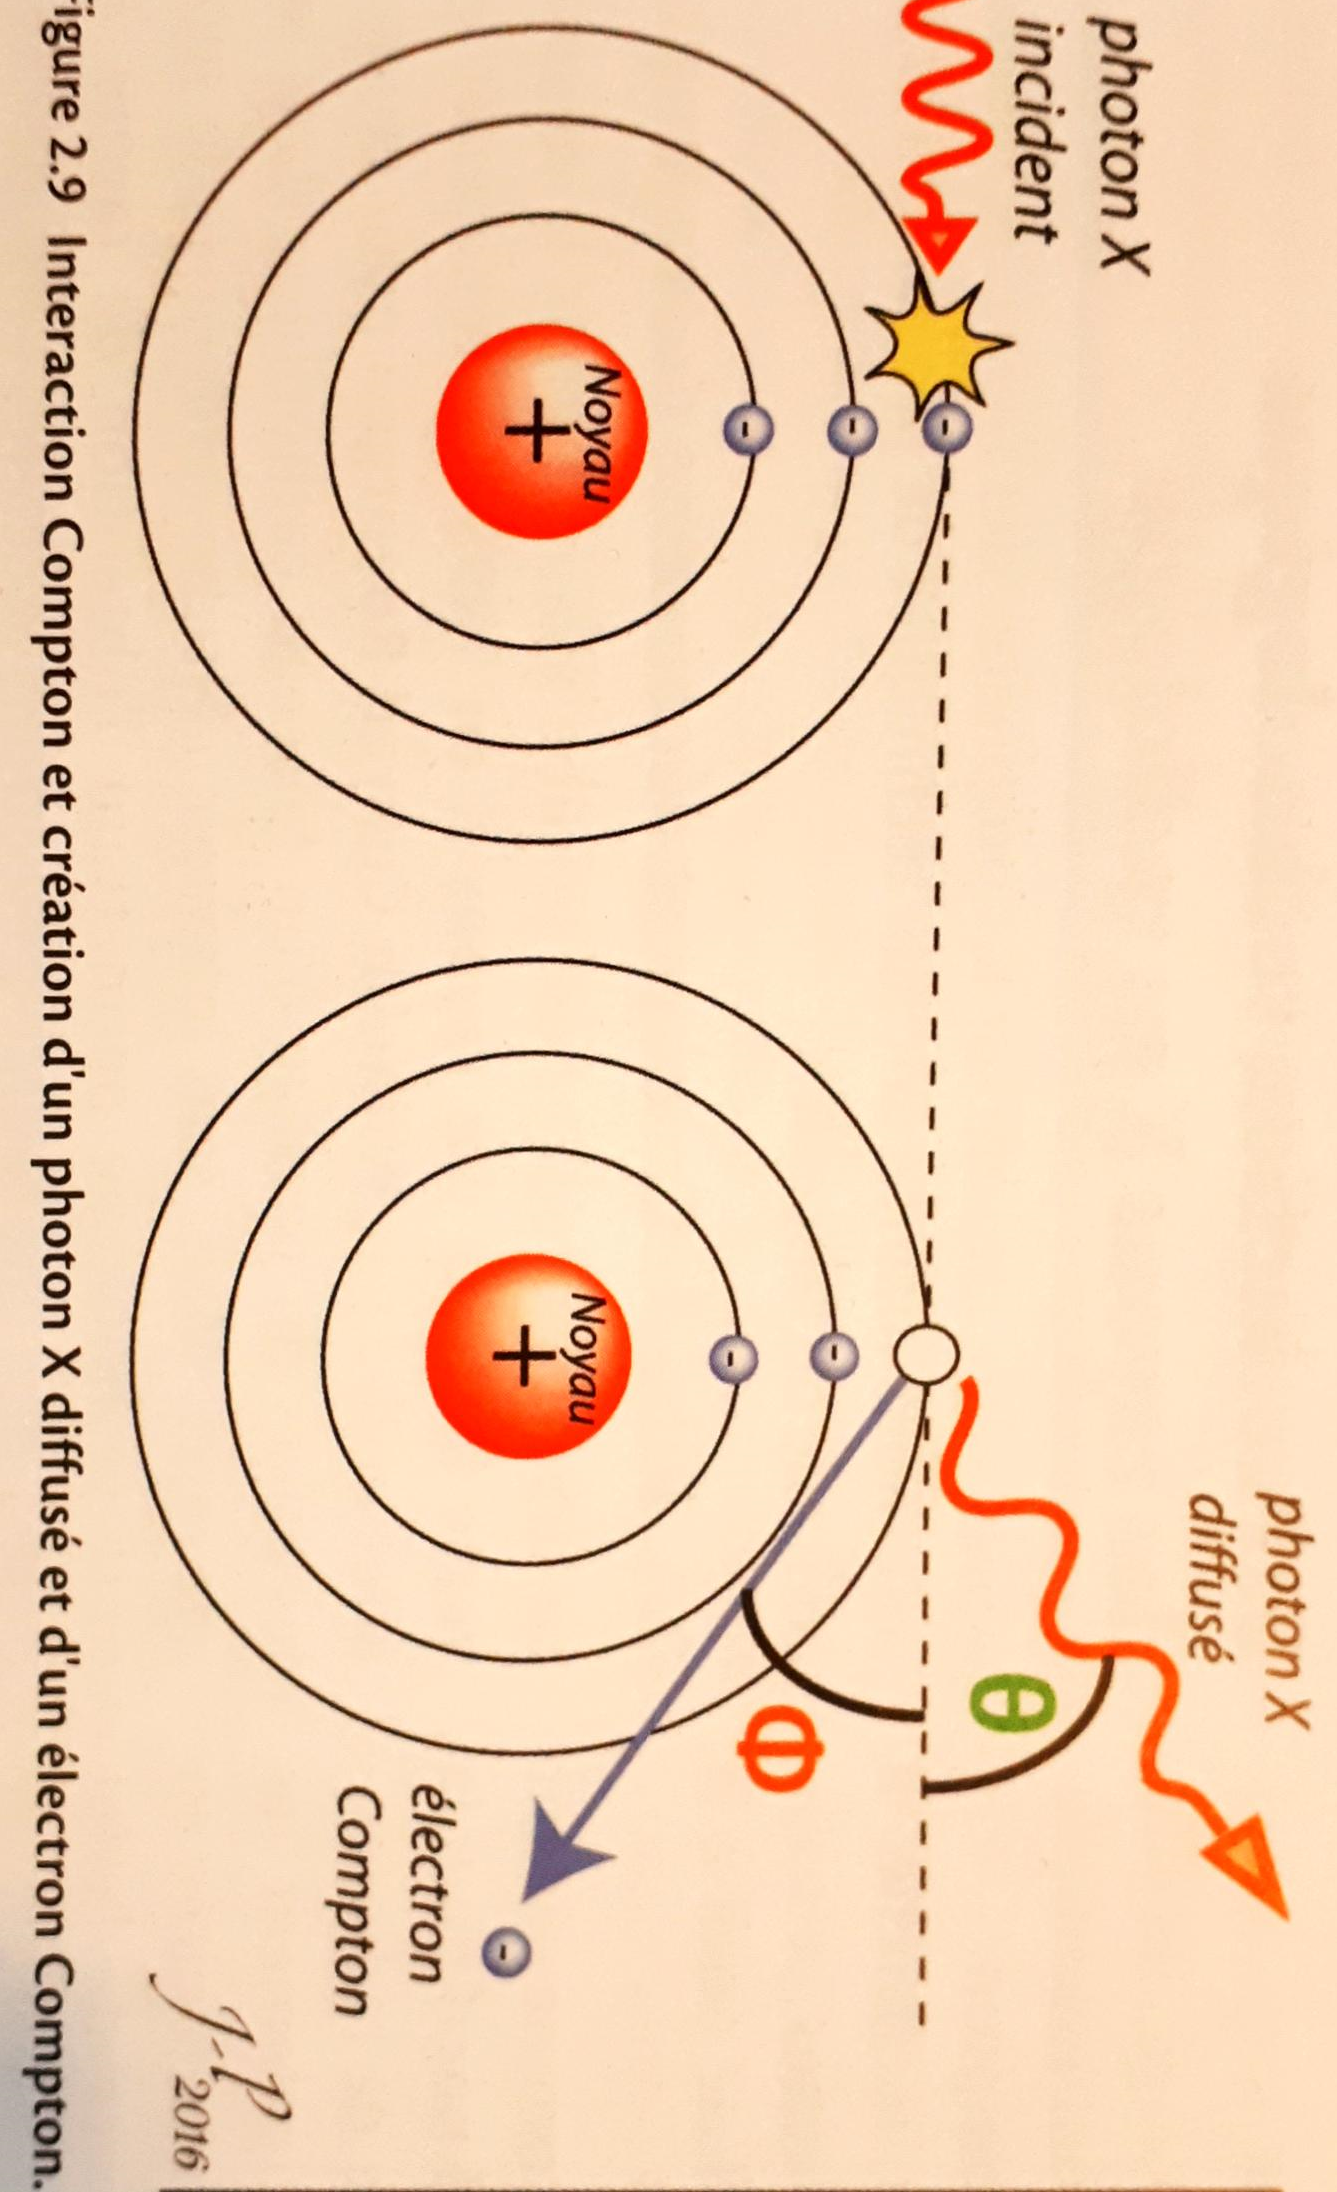 photon X
incident
Noyau
+
-
-
-
photon X
diffusé
θ
Φ
Noyau
+
-
-
électron
Compton
-
J-P
2016
igure 2.9 Interaction Compton et création d'un photon X diffusé et d'un électron Compton.